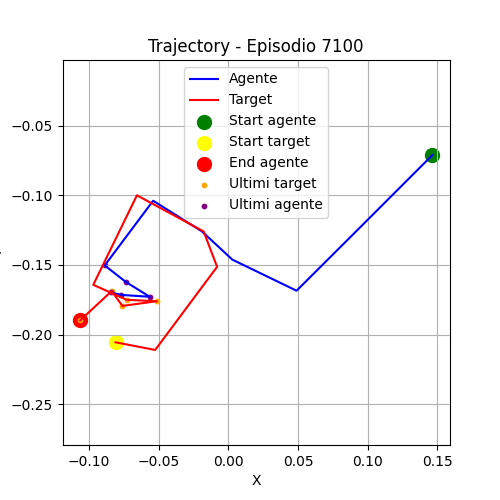 Trajectory - Episodio 7100
Agente
Target
Start agente
Start target
End agente
Ultimi target
Ultimi agente
−0.05
−0.10
−0.15
−0.20
−0.25
−0.10
−0.05
0.00
0.05
0.10
0.15
X